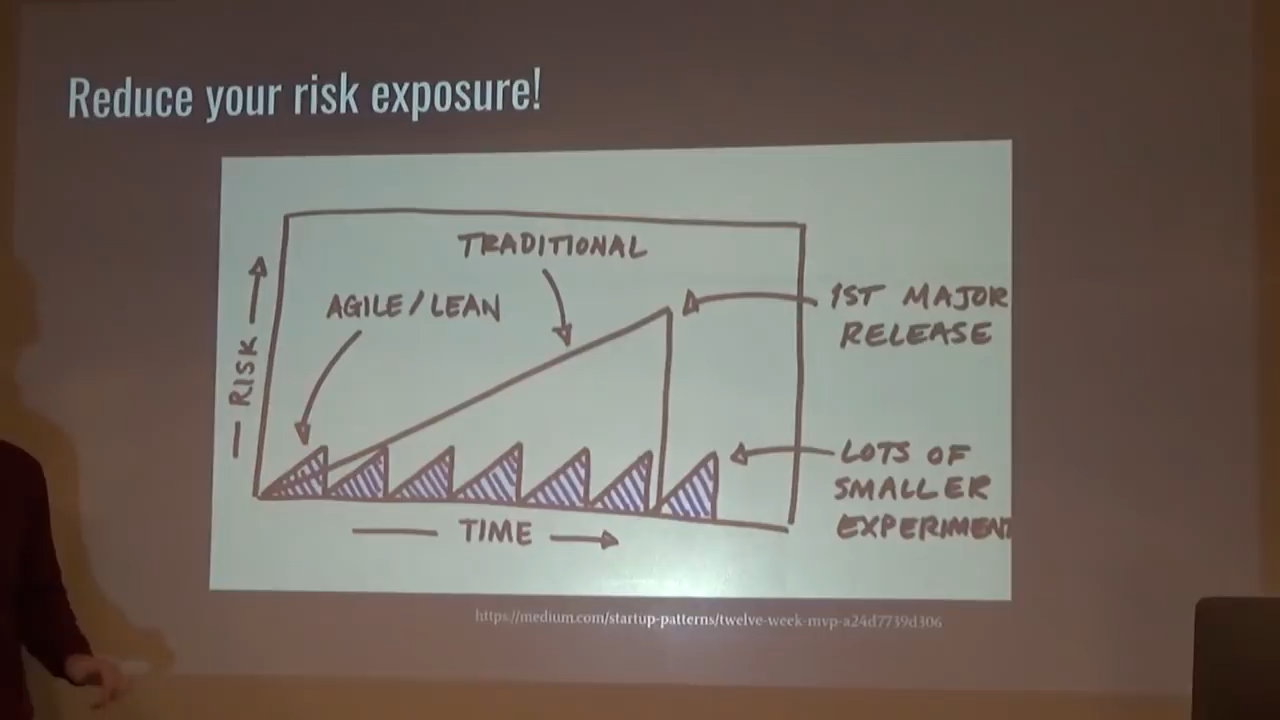 Reduce your risk exposure!
TRADITIONAL
AGILE/LEAN
1ST MAJOR
RELEASE
RISK
LOTS OF
SMALLER
EXPERIMENT
TIME
https://medium.com/startup-patterns/twelve-week-mvp-a24d7739d306